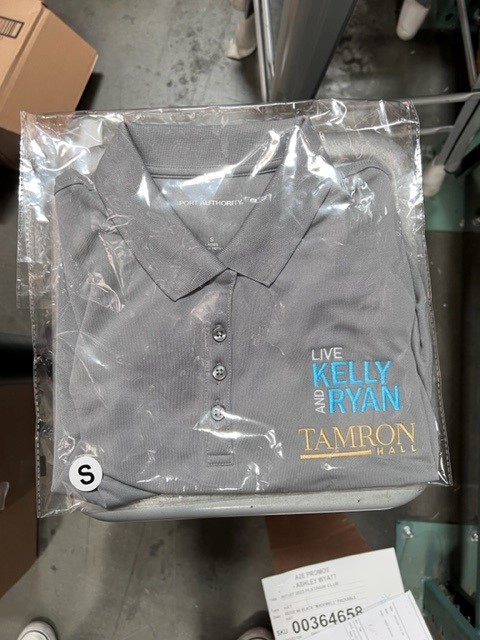 PORT AUTHORITY
S
LIVE
KELLY
AND RYAN
TAMRON
HALL
S
A2Z PROMOS
ASHLEY WYATT
00364658